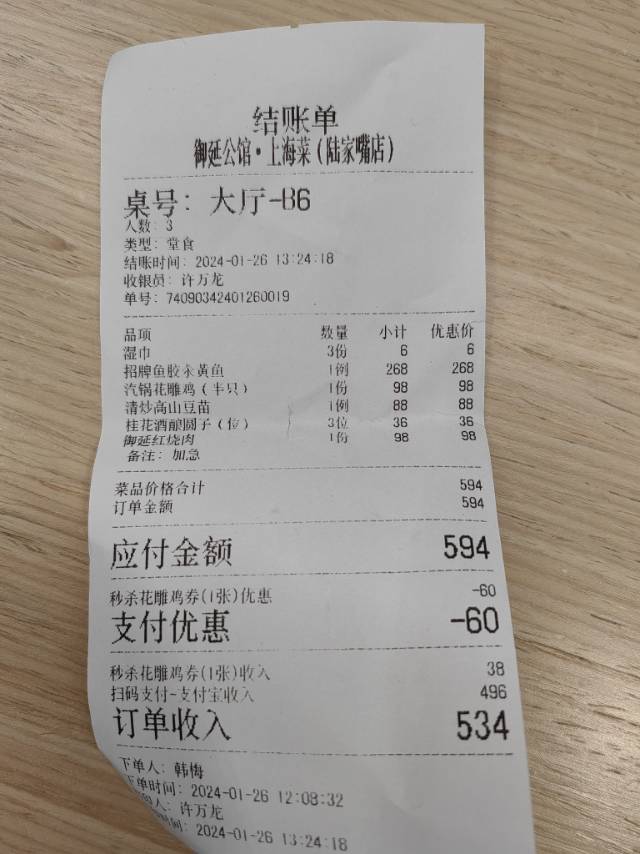 结账单
御延公馆·上海菜(陆家嘴店)
桌号: 大厅-B6
人数: 3
类型: 堂食
结账时间: 2024-01-26 13:24:18
收银员: 许万龙
单号: 74090342401260019
品项 数量 小计 优惠价
湿巾 3份 6 6
招牌鱼胶汆黄鱼 1例 268 268
汽锅花雕鸡(半只) 1份 98 98
清炒高山豆苗 1例 88 88
桂花酒酿圆子(位) 3位 36 36
御延红烧肉 1份 98 98
备注: 加急
菜品价格合计 594
订单金额 594
应付金额 594
秒杀花雕鸡券(1张)优惠 -60
支付优惠 -60
秒杀花雕鸡券(1张)收入 38
扫码支付-支付宝收入 496
订单收入 534
下单人: 韩梅
下单时间: 2024-01-26 12:08:32
人: 许万龙
时间: 2024-01-26 13:24:18